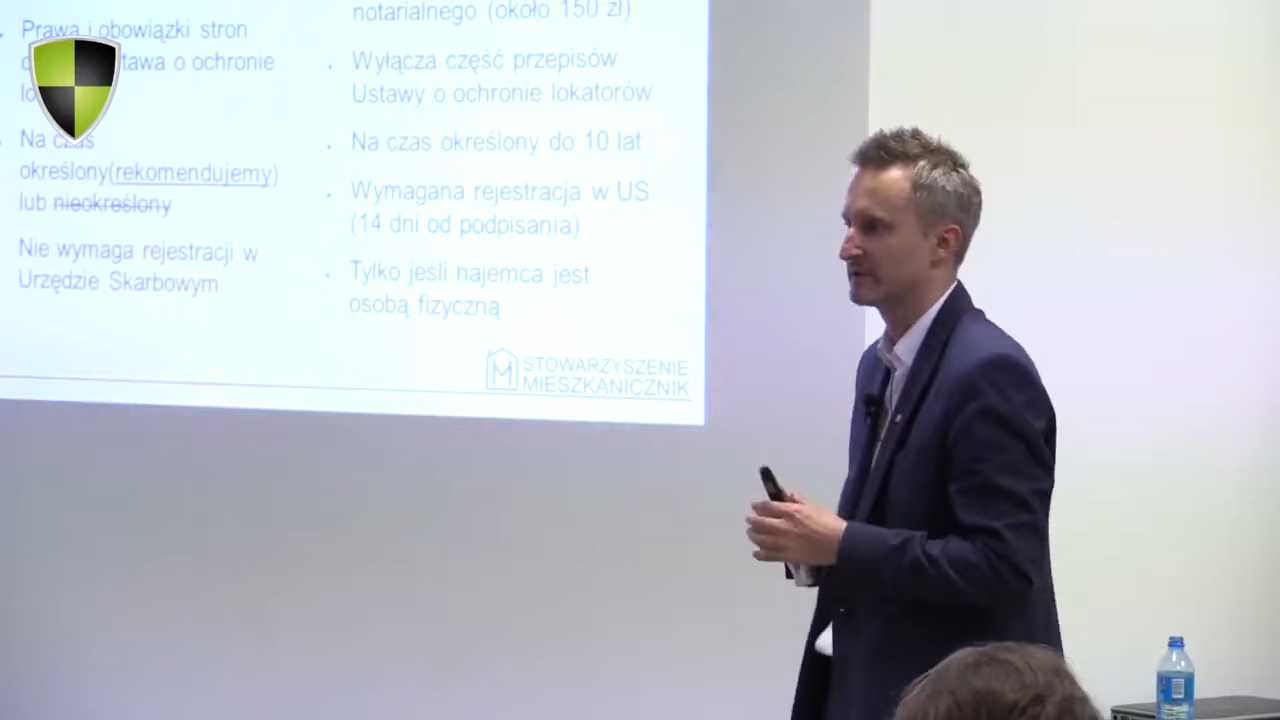 Prawa i obowiązki stron
tawa o ochronie
lo
Na czas
określony(rekomendujemy)
lub nieokreślony
Nie wymaga rejestracji w
Urzędzie Skarbowym
notarialnego (około 150 zł)
Wyłącza część przepisów
Ustawy o ochronie lokatorów
Na czas określony do 10 lat
Wymagana rejestracja w US
(14 dni od podpisania)
Tylko jeśli najemca jest
osobą fizyczną
STOWARZYSZENIE
MIESZKANICZNIK